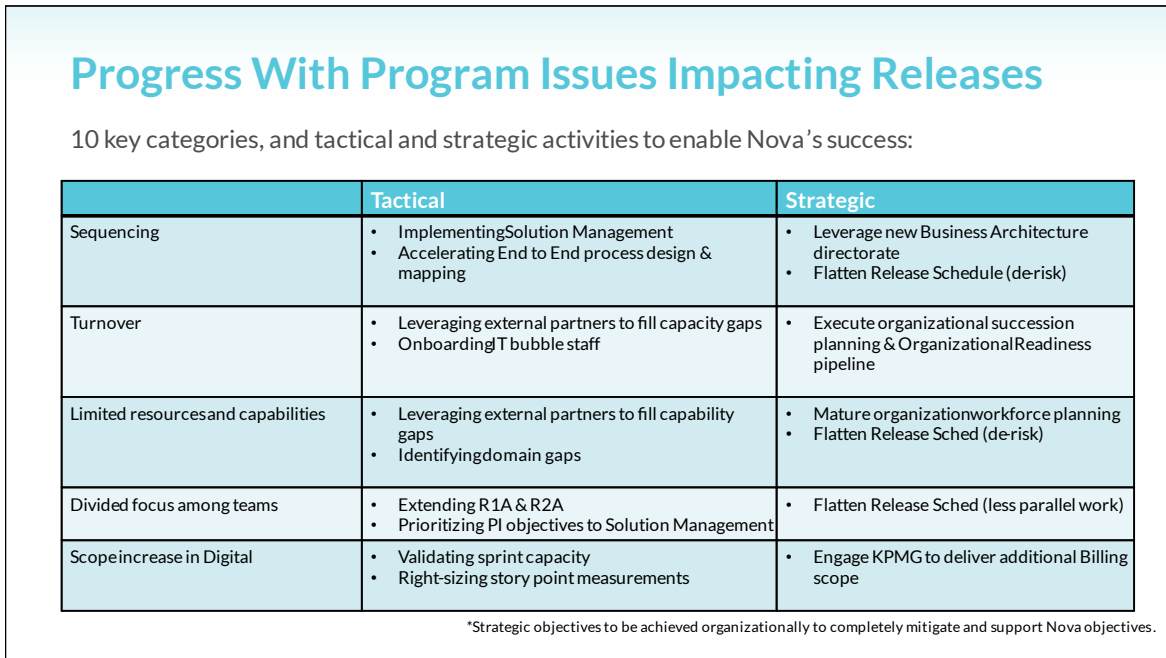 Progress With Program Issues Impacting Releases
10 key categories, and tactical and strategic activities to enable Nova's success:
Tactical
Strategic
Sequencing
• ImplementingSolution Management
• Accelerating End to End process design &
mapping
• Leverage new Business Architecture
directorate
• Flatten Release Schedule (de-risk)
Turnover
• Leveraging external partners to fill capacity gaps
• OnboardingIT bubble staff
• Execute organizational succession
planning & OrganizationalReadiness
pipeline
Limited resourcesand capabilities
• Leveraging external partners to fill capability
gaps
• Identifyingdomain gaps
• Mature organizationworkforce planning
• Flatten Release Sched (de-risk)
Divided focus among teams
• Extending R1A & R2A
• Prioritizing PI objectives to Solution Management
• Flatten Release Sched (less parallel work)
Scopeincrease in Digital
• Validating sprint capacity
• Right-sizing story point measurements
• Engage KPMG to deliver additional Billing
scope
*Strategic objectives to be achieved organizationally to completely mitigate and support Nova objectives.